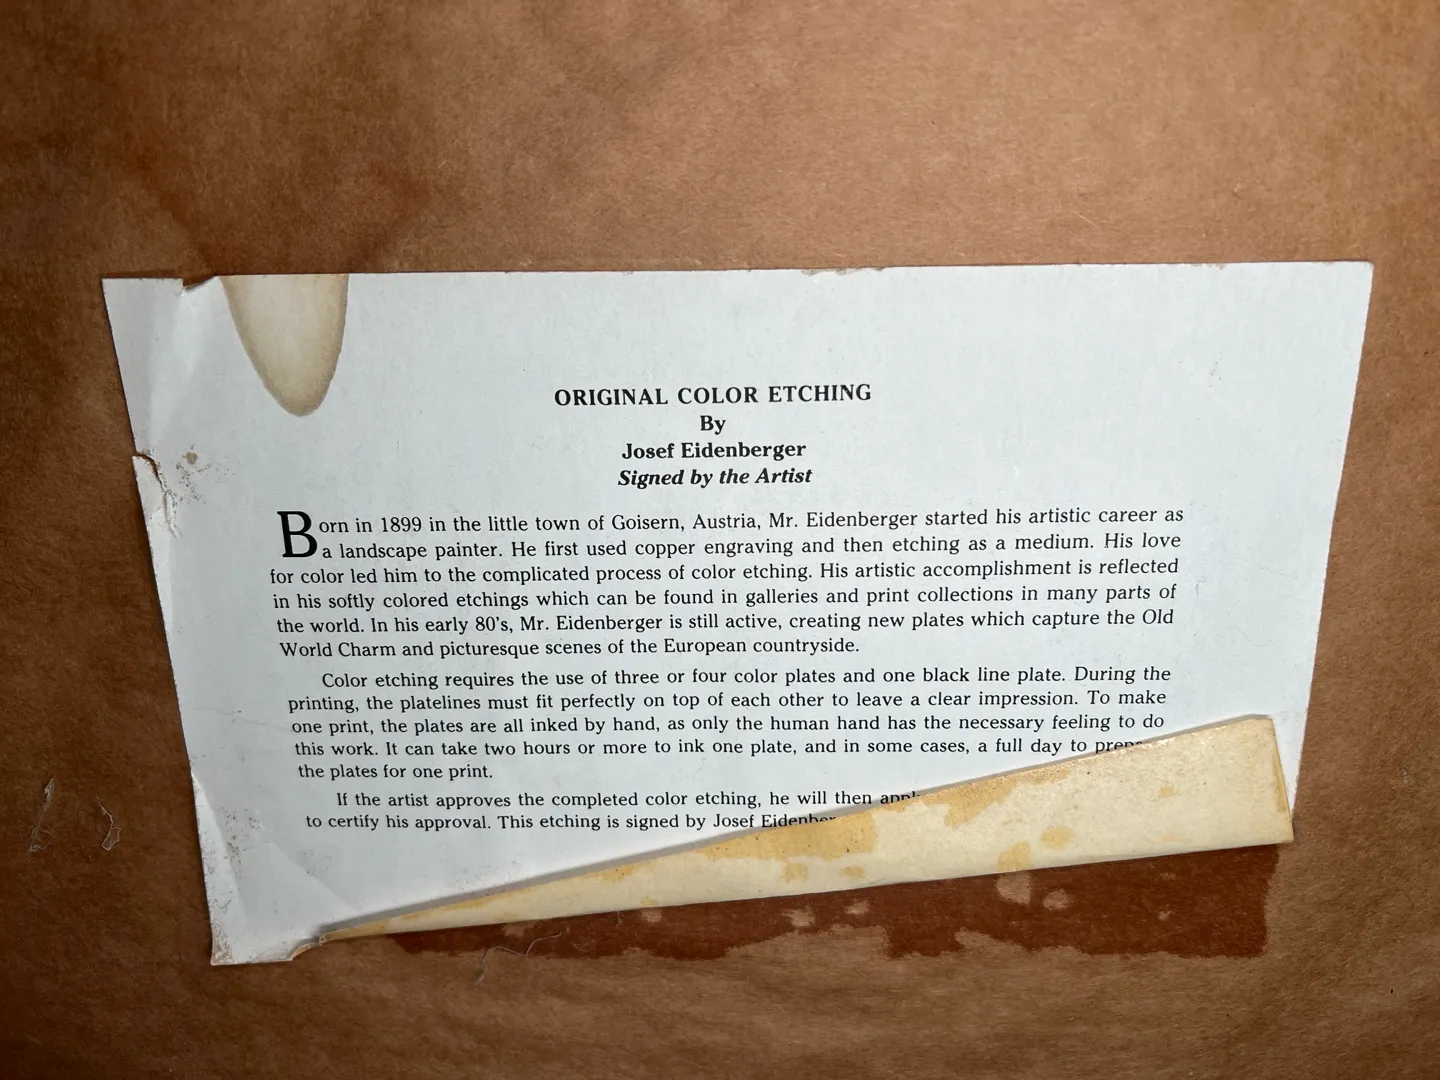 ORIGINAL COLOR ETCHING
By
Josef Eidenberger
Signed by the Artist
Born in 1899 in the little town of Goisern, Austria, Mr. Eidenberger started his artistic career as
a landscape painter. He first used copper engraving and then etching as a medium. His love
for color led him to the complicated process of color etching. His artistic accomplishment is reflected
in his softly colored etchings which can be found in galleries and print collections in many parts of
the world. In his early 80's, Mr. Eidenberger is still active, creating new plates which capture the Old
World Charm and picturesque scenes of the European countryside.
Color etching requires the use of three or four color plates and one black line plate. During the
printing, the platelines must fit perfectly on top of each other to leave a clear impression. To make
one print, the plates are all inked by hand, as only the human hand has the necessary feeling to do
this work. It can take two hours or more to ink one plate, and in some cases, a full day to
the plates for one print.
If the artist approves the completed color etching, he will then
to certify his approval. This etching is signed by Josef